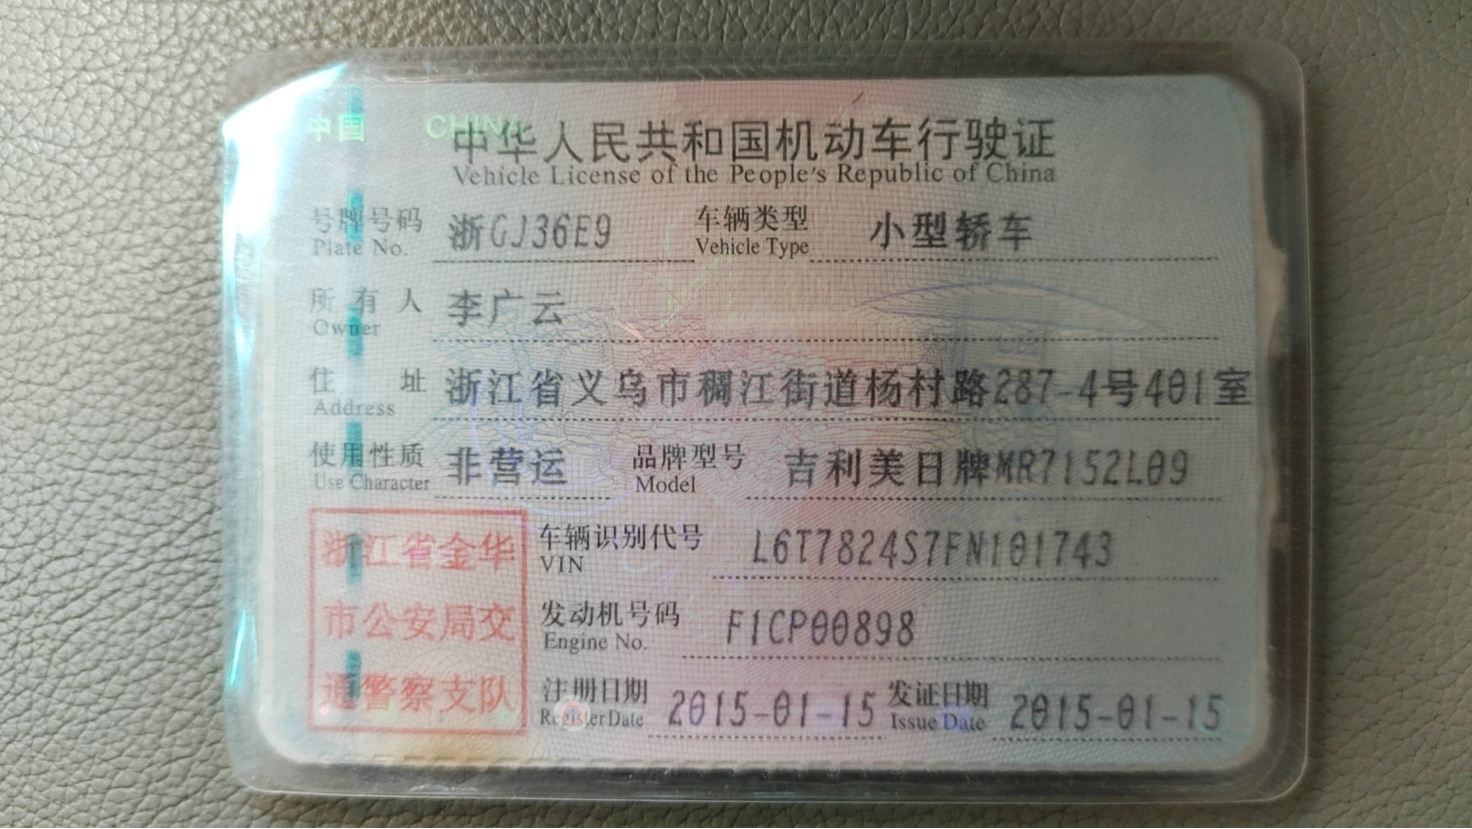 中国 CHINA
中华人民共和国机动车行驶证
Vehicle License of the People's Republic of China
号牌号码 浙GJ36E9 车辆类型 小型轿车
Plate No. Vehicle Type
所有人 李广云
Owner
住址 浙江省义乌市稠江街道杨村路287-4号401室
Address
使用性质 非营运 品牌型号 吉利美日牌MR7152L09
Use Character Model
浙江省金华
市公安局交
通警察支队
车辆识别代号 L6T7824S7FN101743
VIN
发动机号码 F1CP00898
Engine No.
注册日期 2015-01-15 发证日期 2015-01-15
Register Date Issue Date